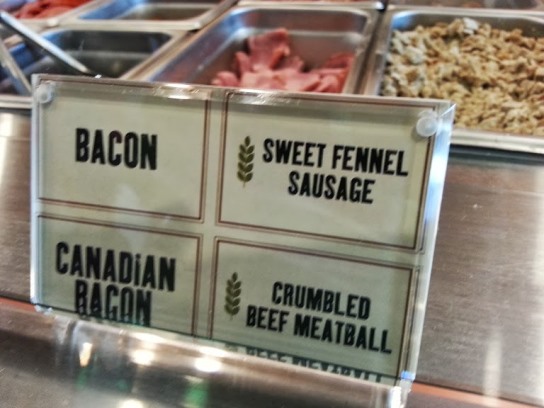 BACON
SWEET FENNEL
SAUSAGE
CANADiAN
BACON
CRUMBLED
BEEF MEATBALL